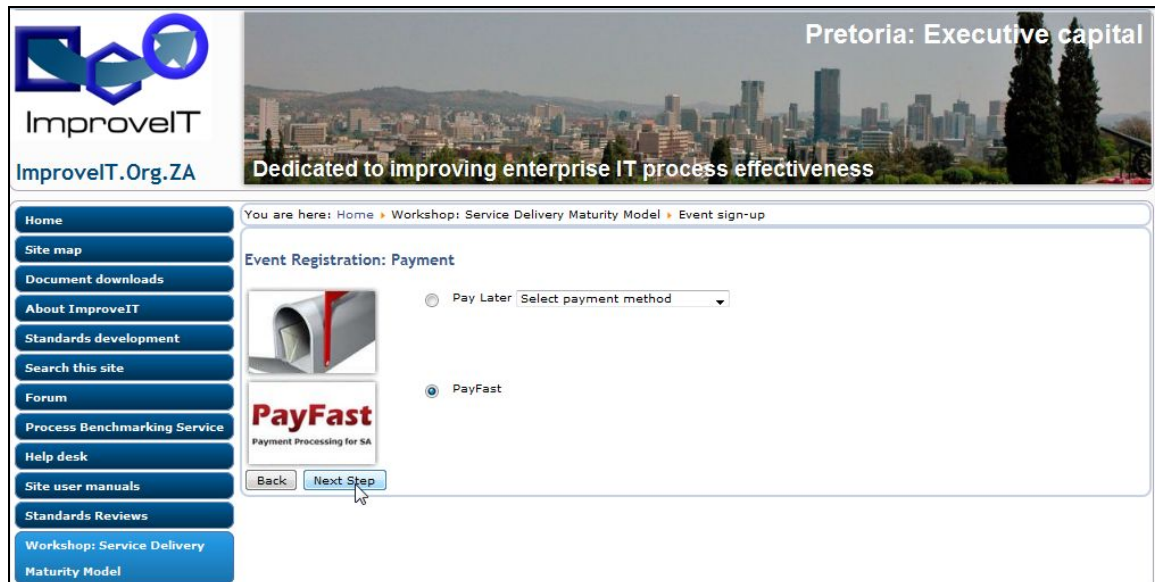 ImproveIT
ImproveIT.Org.ZA
Pretoria: Executive capital
Dedicated to improving enterprise IT process effectiveness
Home
Site map
Document downloads
About ImproveIT
Standards development
Search this site
Forum
Process Benchmarking Service
Help desk
Site user manuals
Standards Reviews
Workshop: Service Delivery
Maturity Model
You are here: Home Workshop: Service Delivery Maturity Model Event sign-up
Event Registration: Payment
Pay Later Select payment method
PayFast
PayFast
Payment Processing for SA
Back Next Step